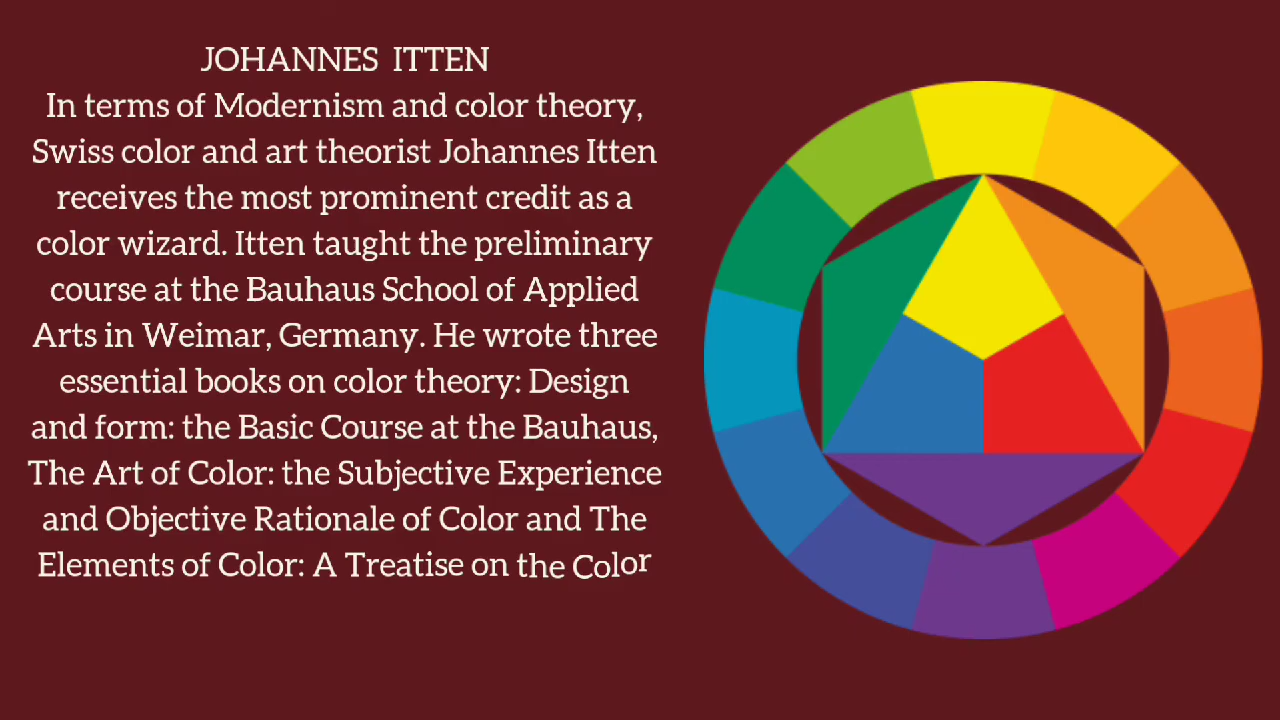 JOHANNES ITTEN
In terms of Modernism and color theory,
Swiss color and art theorist Johannes Itten
receives the most prominent credit as a
color wizard. Itten taught the preliminary
course at the Bauhaus School of Applied
Arts in Weimar, Germany. He wrote three
essential books on color theory: Design
and form: the Basic Course at the Bauhaus,
The Art of Color: the Subjective Experience
and Objective Rationale of Color and The
Elements of Color: A Treatise on the Color